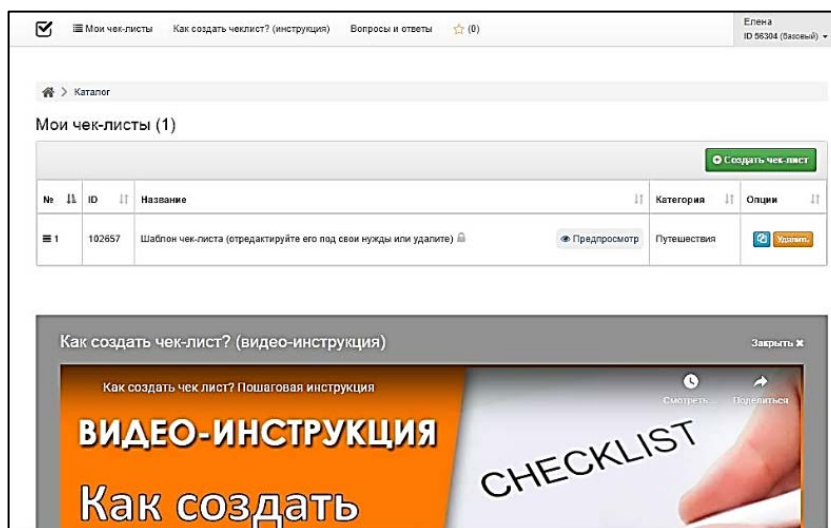 Мои чек-листы Как создать чеклист? (инструкция) Вопросы и ответы (0) Елена
ID 56304 (базовый)
Каталог
Мои чек-листы (1)
Создать чек-лист
№ ID Название Категория Опции
1 102657 Шаблон чек-листа (отредактируйте его под свои нужды или удалите) Предпросмотр Путешествия Удалить
Как создать чек-лист? (видео-инструкция) Закрыть
Как создать чек лист? Пошаговая инструкция
Смотреть... Поделиться
ВИДЕО-ИНСТРУКЦИЯ
CHECKLIST
Как создать